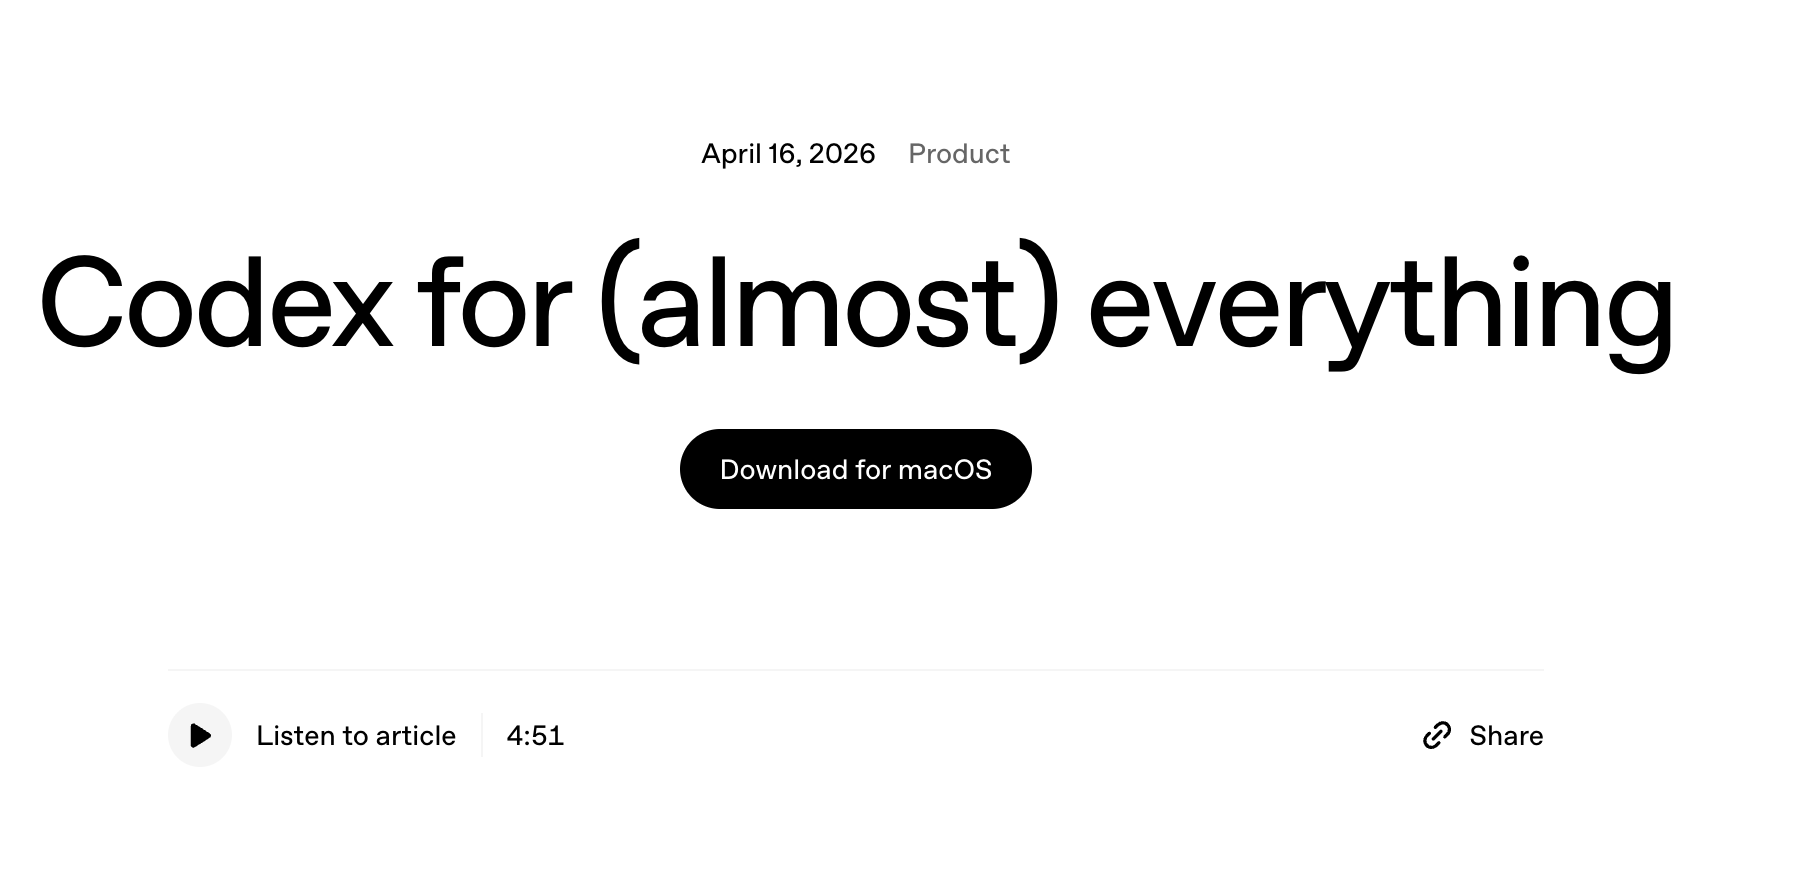 April 16, 2026 Product
Codex for (almost) everything
Download for macOS
Listen to article 4:51 Share